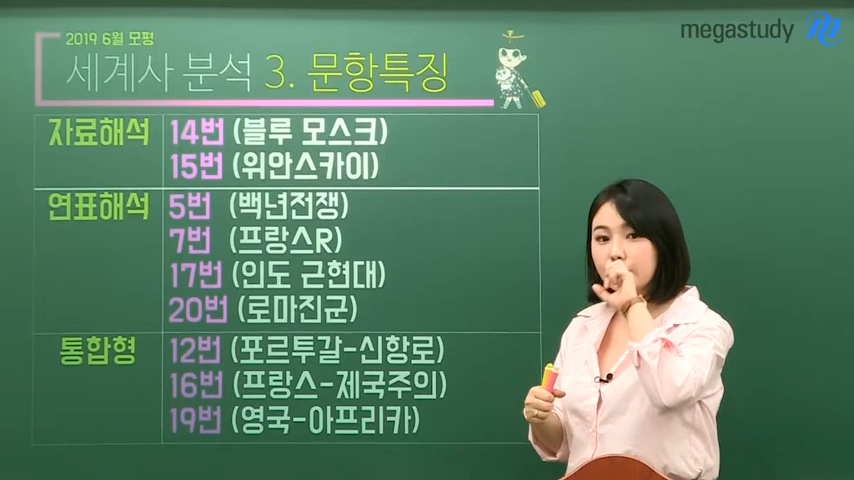 megastudy
2019 6월 모평
세계사 분석 3. 문항특징
자료해석 14번 (블루 모스크)
15번 (위안스카이)
연표해석 5번 (백년전쟁)
7번 (프랑스R)
17번 (인도 근현대)
20번 (로마진군)
통합형 12번 (포르투갈-신항로)
16번 (프랑스-제국주의)
19번 (영국-아프리카)